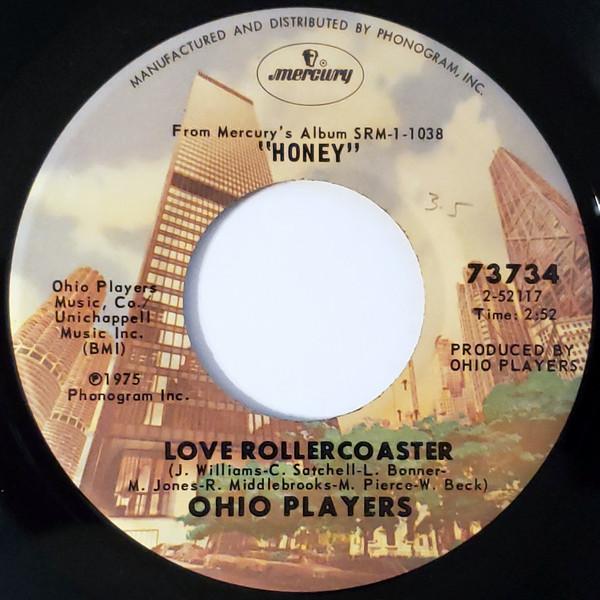 MANUFACTURED AND DISTRIBUTED BY PHONOGRAM, INC.
mercury
From Mercury's Album SRM-1-1038
"HONEY"
3.5
73734
2-52117
Time: 2:52
Ohio Players
Music, Co./
Unichappell
Music Inc.
(BMI)
PRODUCED BY
OHIO PLAYERS
℗1975
Phonogram Inc.
LOVE ROLLERCOASTER
(J. Williams-C. Satchell-L. Bonner-
M. Jones-R. Middlebrooks-M. Pierce-W. Beck)
OHIO PLAYERS